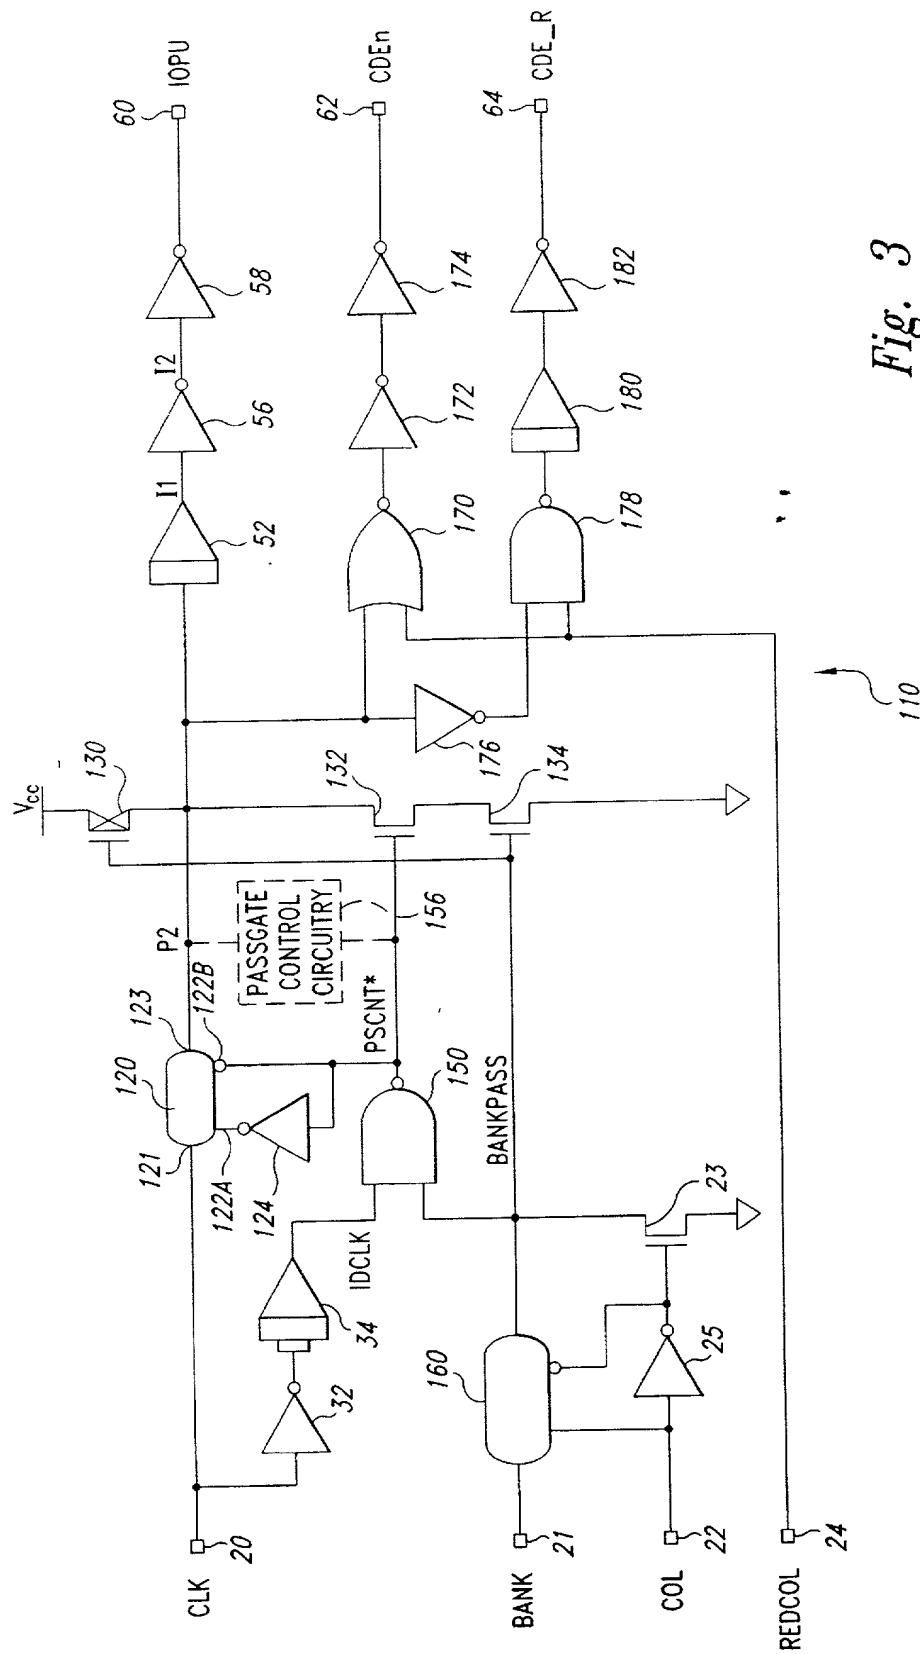 CLK
20
BANK
21
COL
22
REDCOL
24
32
34
IDCLK
160
25
23
BANKPASS
150
PSCNT*
121
120
123
122A
122B
124
P2
PASSGATE
CONTROL
CIRCUITRY
156
Vcc
130
132
134
176
52
I1
56
I2
58
60
IOPU
170
172
174
62
CDEn
178
180
182
64
CDE_R
110
Fig. 3